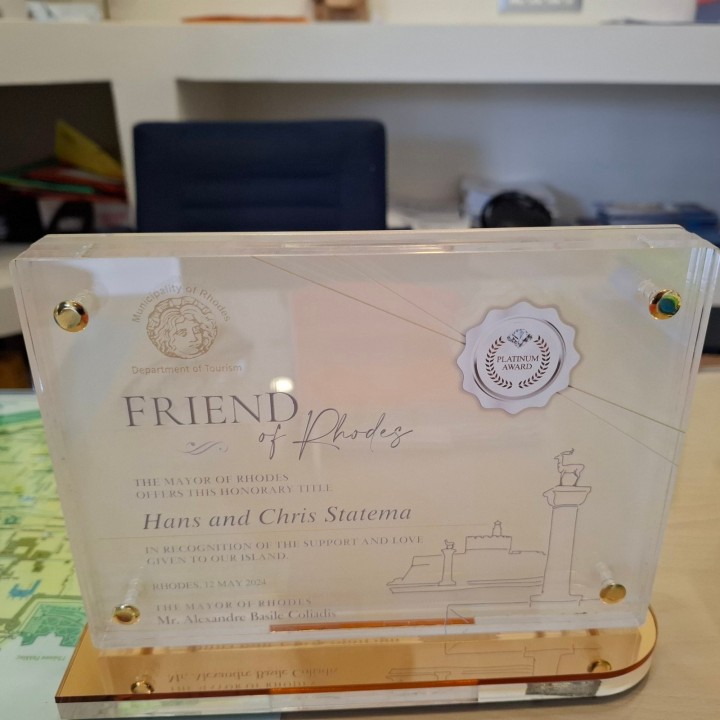 Municipality of Rhodes
Department of Tourism
PLATINUM
AWARD
FRIEND
of Rhodes
THE MAYOR OF RHODES
OFFERS THIS HONORARY TITLE
Hans and Chris Statema
IN RECOGNITION OF THE SUPPORT AND LOVE
GIVEN TO OUR ISLAND.
RHODES, 12 MAY 2024
THE MAYOR OF RHODES
Mr. Alexandre Basile Coliadis